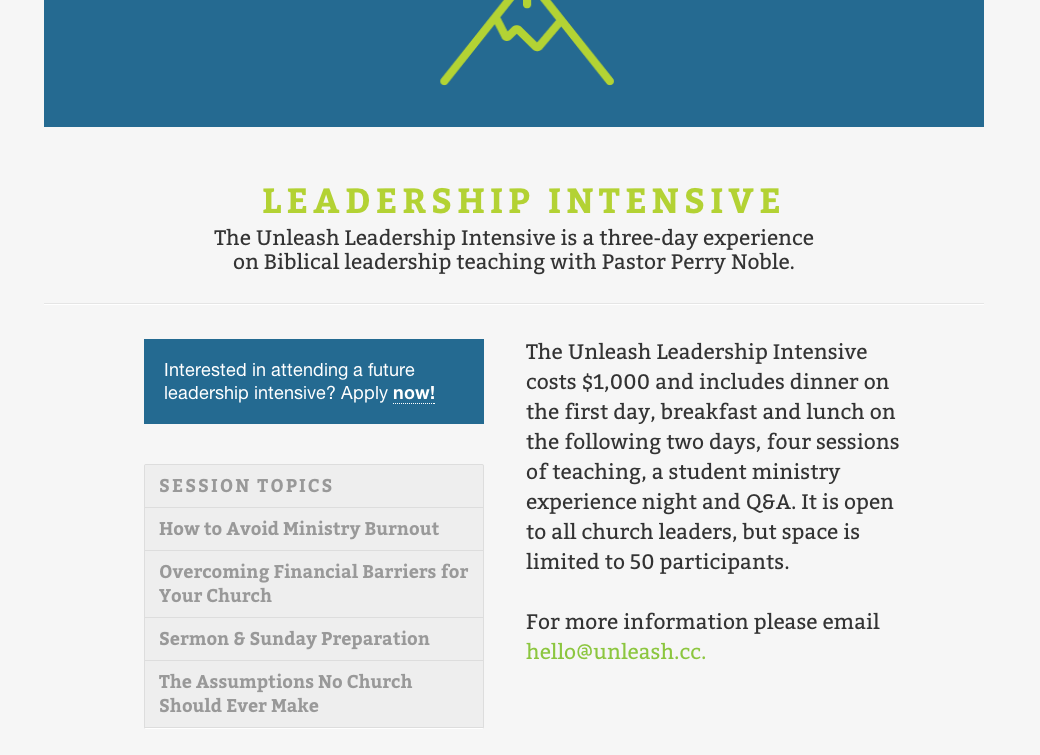 LEADERSHIP INTENSIVE
The Unleash Leadership Intensive is a three-day experience
on Biblical leadership teaching with Pastor Perry Noble.
Interested in attending a future
leadership intensive? Apply now!
SESSION TOPICS
How to Avoid Ministry Burnout
Overcoming Financial Barriers for
Your Church
Sermon & Sunday Preparation
The Assumptions No Church
Should Ever Make
The Unleash Leadership Intensive
costs $1,000 and includes dinner on
the first day, breakfast and lunch on
the following two days, four sessions
of teaching, a student ministry
experience night and Q&A. It is open
to all church leaders, but space is
limited to 50 participants.
For more information please email
hello@unleash.cc.